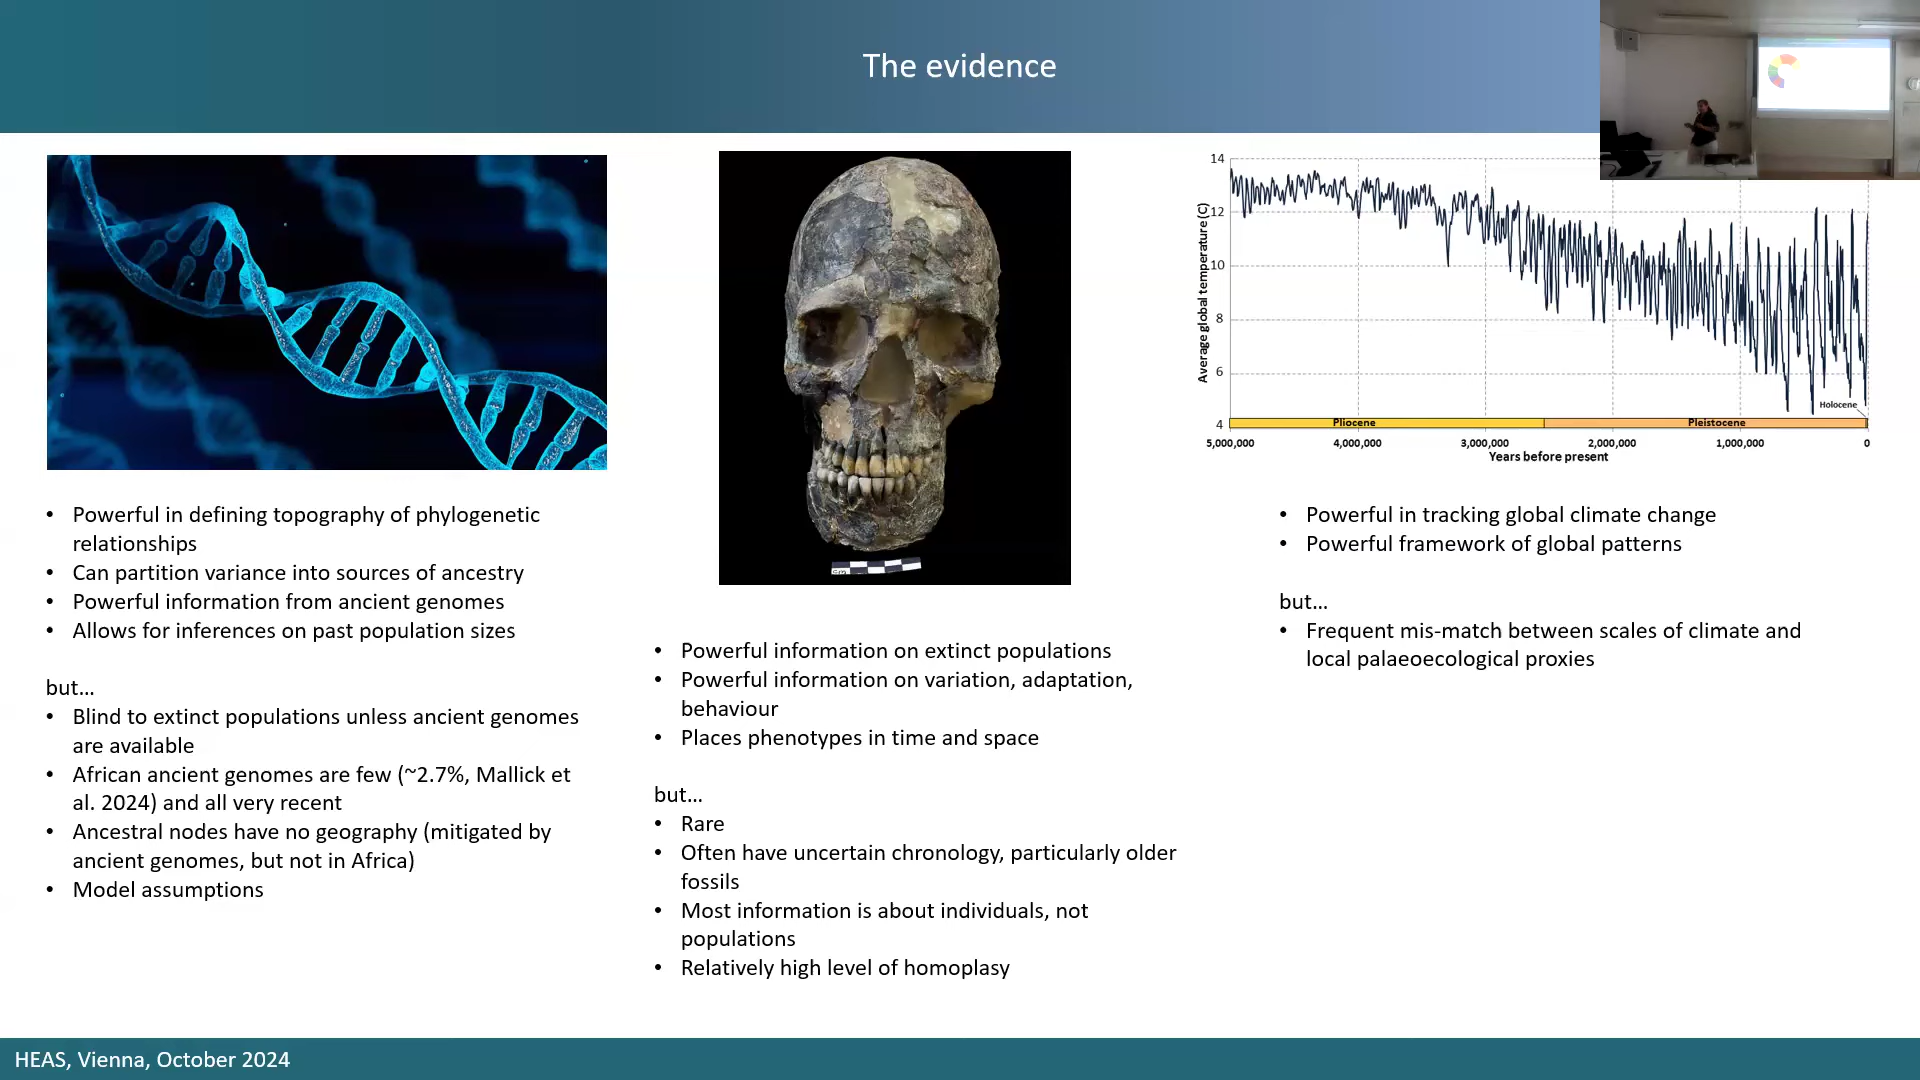 The evidence
• Powerful in defining topography of phylogenetic
relationships
• Can partition variance into sources of ancestry
• Powerful information from ancient genomes
• Allows for inferences on past population sizes
but...
• Blind to extinct populations unless ancient genomes
are available
• African ancient genomes are few (~2.7%, Mallick et
al. 2024) and all very recent
• Ancestral nodes have no geography (mitigated by
ancient genomes, but not in Africa)
• Model assumptions
• Powerful information on extinct populations
• Powerful information on variation, adaptation,
behaviour
• Places phenotypes in time and space
but...
• Rare
• Often have uncertain chronology, particularly older
fossils
• Most information is about individuals, not
populations
• Relatively high level of homoplasy
Average global temperature (C)
14
12
10
8
6
4
Holocene
Pliocene
Pleistocene
5,000,000
4,000,000
3,000,000
2,000,000
1,000,000
0
Years before present
• Powerful in tracking global climate change
• Powerful framework of global patterns
but...
• Frequent mis-match between scales of climate and
local palaeoecological proxies
HEAS, Vienna, October 2024